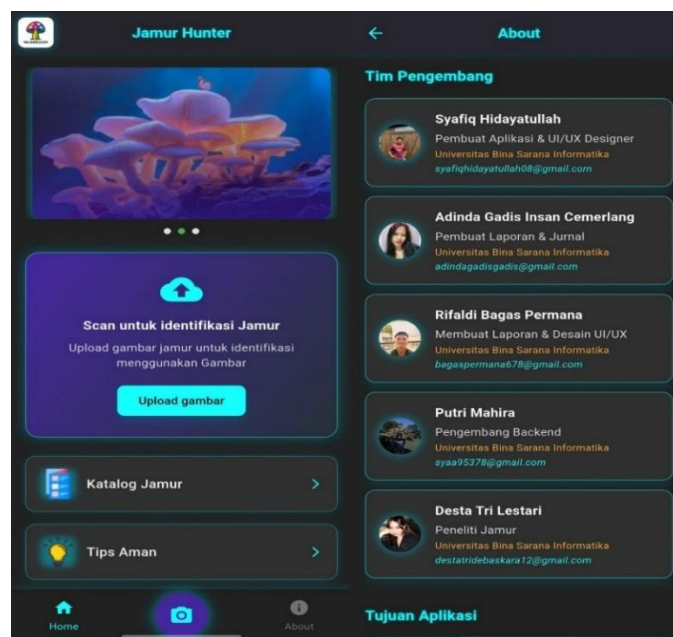 Jamur Hunter
Scan untuk identifikasi Jamur
Upload gambar jamur untuk identifikasi
menggunakan Gambar
Upload gambar
Katalog Jamur
Tips Aman
Home
About
About
Tim Pengembang
Syafiq Hidayatullah
Pembuat Aplikasi & UI/UX Designer
Universitas Bina Sarana Informatika
syafiqhidayatullah08@gmail.com
Adinda Gadis Insan Cemerlang
Pembuat Laporan & Jurnal
Universitas Bina Sarana Informatika
adindagadisgadis@gmail.com
Rifaldi Bagas Permana
Membuat Laporan & Desain UI/UX
Universitas Bina Sarana Informatika
bagaspermana678@gmail.com
Putri Mahira
Pengembang Backend
Universitas Bina Sarana Informatika
syaa95378@gmail.com
Desta Tri Lestari
Peneliti Jamur
Universitas Bina Sarana Informatika
destatridebaskara12@gmail.com
Tujuan Aplikasi